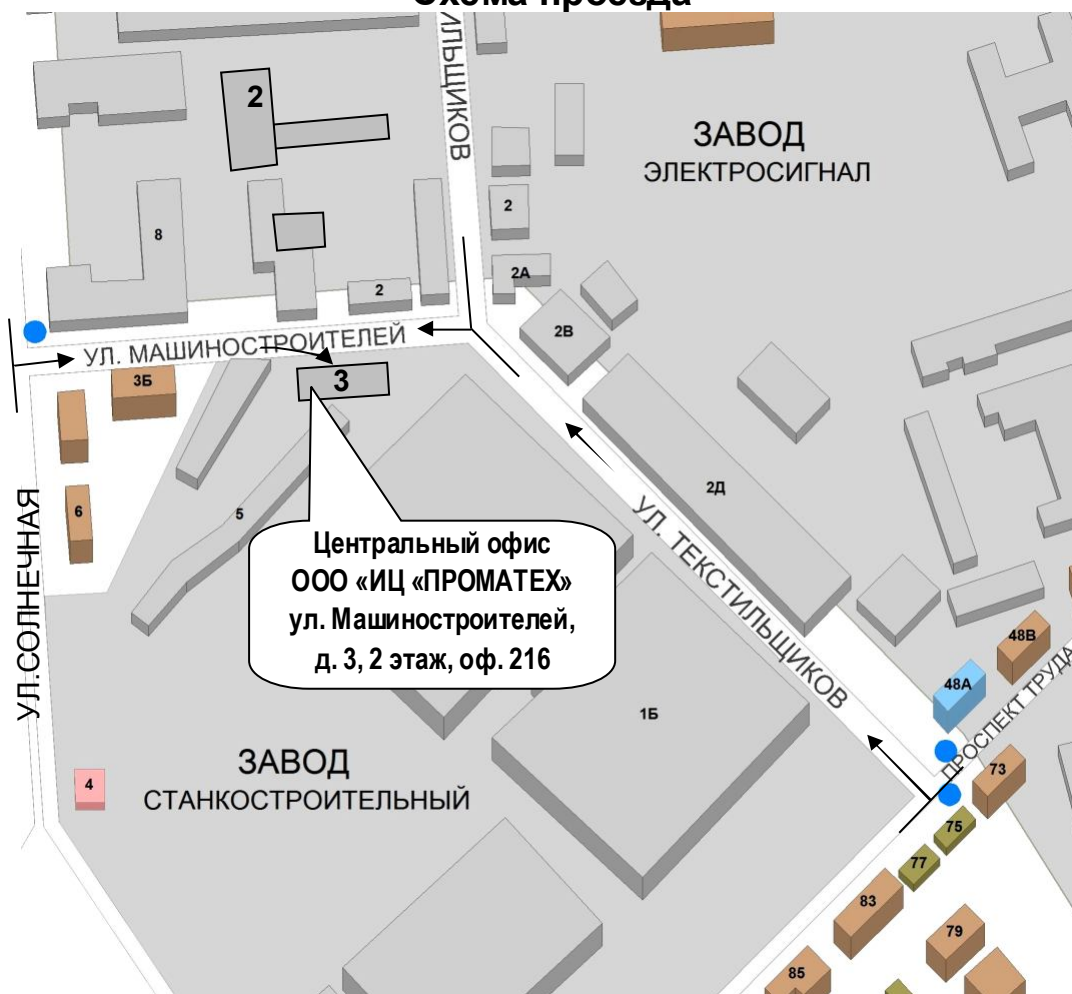 Схема проезда
ИЛЬЩИКОВ
2
ЗАВОД
ЭЛЕКТРОСИГНАЛ
2
8
2А
2
2В
УЛ. МАШИНОСТРОИТЕЛЕЙ
3Б
3
6
5
2Д
УЛ.СОЛНЕЧНАЯ
УЛ. ТЕКСТИЛЬЩИКОВ
Центральный офис
ООО «ИЦ «ПРОМАТЕХ»
ул. Машиностроителей,
д. 3, 2 этаж, оф. 216
48В
48А
ПРОСПЕКТ ТРУДА
1Б
ЗАВОД
СТАНКОСТРОИТЕЛЬНЫЙ
4
73
75
77
83
79
85